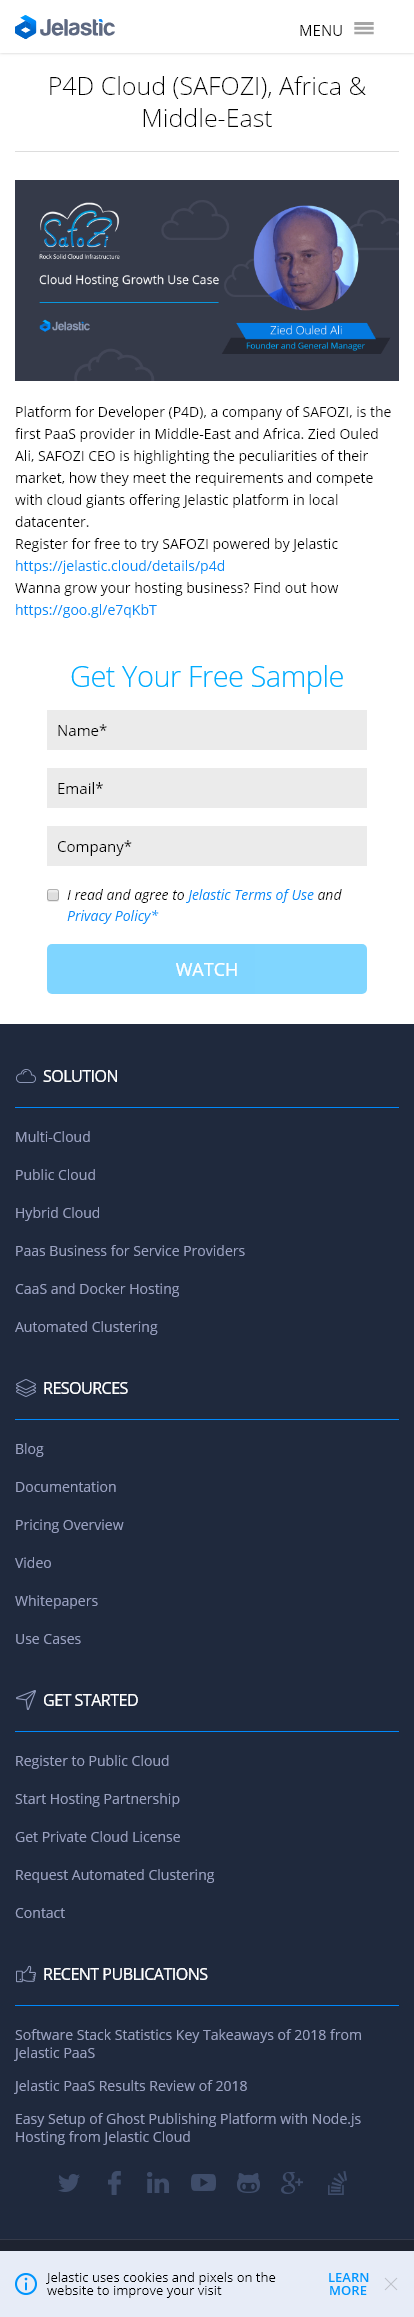 Jelastic
MENU
P4D Cloud (SAFOZI), Africa &
Middle-East
SafoZi
Rock Solid Cloud Infrastructure
Cloud Hosting Growth Use Case
Jelastic
Zied Ouled Ali
Founder and General Manager
Platform for Developer (P4D), a company of SAFOZI, is the
first PaaS provider in Middle-East and Africa. Zied Ouled
Ali, SAFOZI CEO is highlighting the peculiarities of their
market, how they meet the requirements and compete
with cloud giants offering Jelastic platform in local
datacenter.
Register for free to try SAFOZI powered by Jelastic
https://jelastic.cloud/details/p4d
Wanna grow your hosting business? Find out how
https://goo.gl/e7qKbT
Get Your Free Sample
Name*
Email*
Company*
I read and agree to Jelastic Terms of Use and
Privacy Policy*
WATCH
SOLUTION
Multi-Cloud
Public Cloud
Hybrid Cloud
Paas Business for Service Providers
CaaS and Docker Hosting
Automated Clustering
RESOURCES
Blog
Documentation
Pricing Overview
Video
Whitepapers
Use Cases
GET STARTED
Register to Public Cloud
Start Hosting Partnership
Get Private Cloud License
Request Automated Clustering
Contact
RECENT PUBLICATIONS
Software Stack Statistics Key Takeaways of 2018 from
Jelastic PaaS
Jelastic PaaS Results Review of 2018
Easy Setup of Ghost Publishing Platform with Node.js
Hosting from Jelastic Cloud
Jelastic uses cookies and pixels on the
website to improve your visit
LEARN
MORE